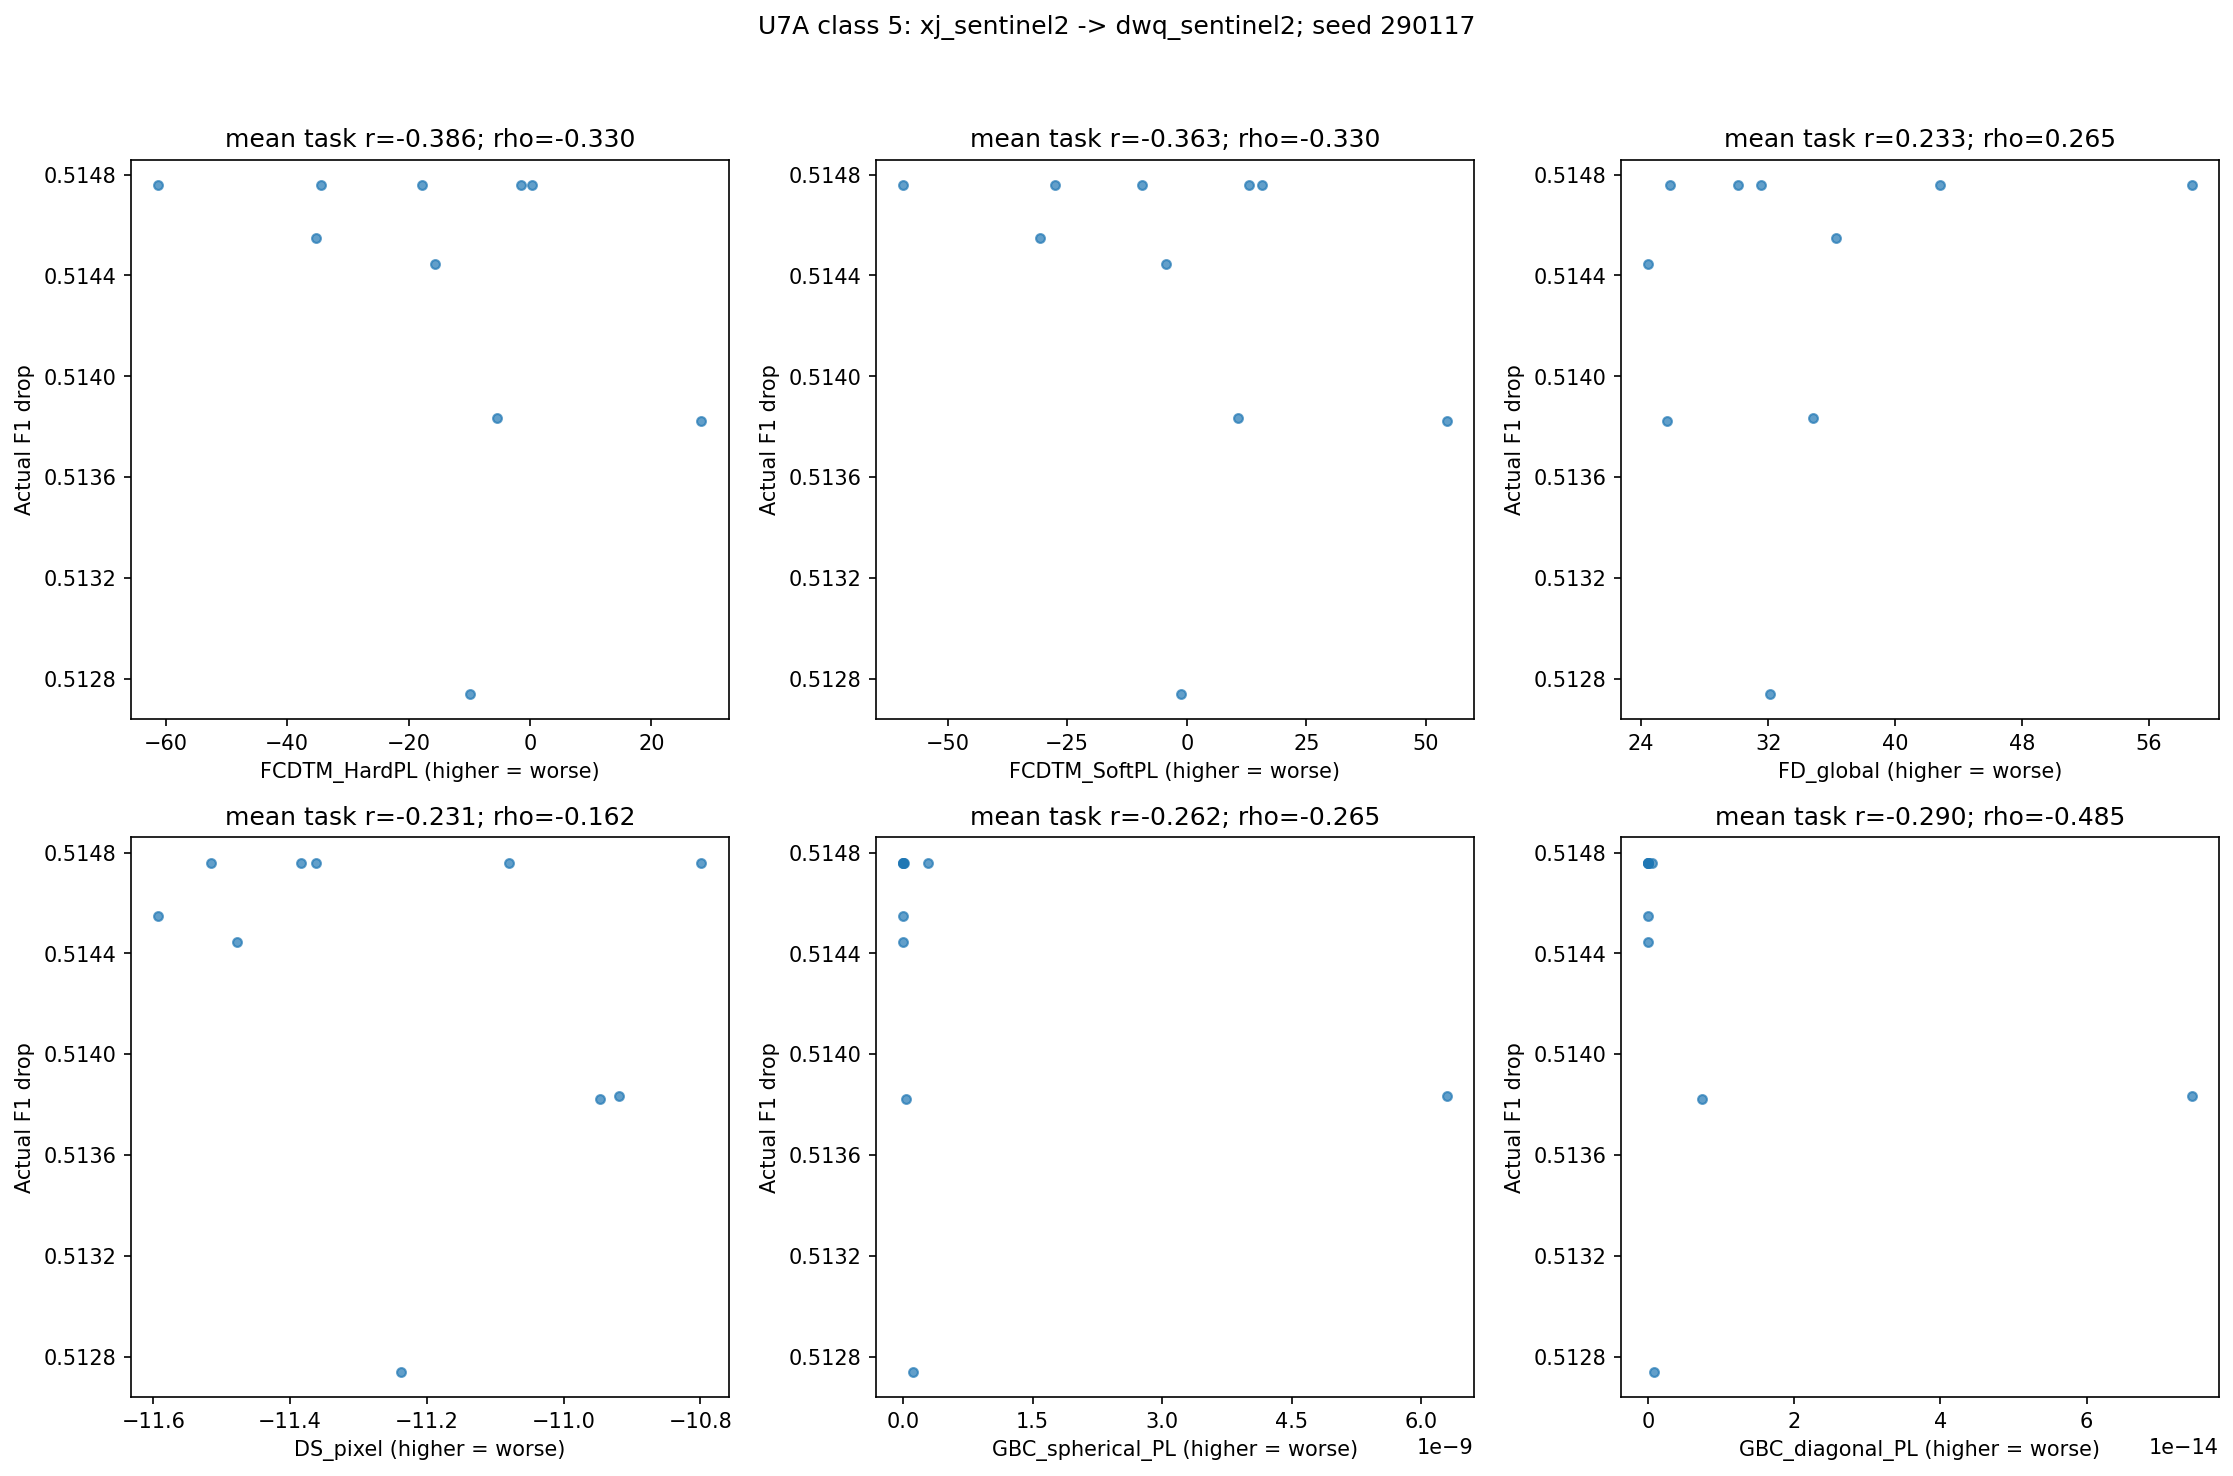 U7A class 5: xj_sentinel2 -> dwq_sentinel2; seed 290117
mean task r=-0.386; rho=-0.330
0.5148
0.5144
0.5140
0.5136
0.5132
0.5128
Actual F1 drop
−60 −40 −20 0 20
FCDTM_HardPL (higher = worse)
mean task r=-0.363; rho=-0.330
0.5148
0.5144
0.5140
0.5136
0.5132
0.5128
Actual F1 drop
−50 −25 0 25 50
FCDTM_SoftPL (higher = worse)
mean task r=0.233; rho=0.265
0.5148
0.5144
0.5140
0.5136
0.5132
0.5128
Actual F1 drop
24 32 40 48 56
FD_global (higher = worse)
mean task r=-0.231; rho=-0.162
0.5148
0.5144
0.5140
0.5136
0.5132
0.5128
Actual F1 drop
−11.6 −11.4 −11.2 −11.0 −10.8
DS_pixel (higher = worse)
mean task r=-0.262; rho=-0.265
0.5148
0.5144
0.5140
0.5136
0.5132
0.5128
Actual F1 drop
0.0 1.5 3.0 4.5 6.0
GBC_spherical_PL (higher = worse)
1e−9
mean task r=-0.290; rho=-0.485
0.5148
0.5144
0.5140
0.5136
0.5132
0.5128
Actual F1 drop
0 2 4 6
GBC_diagonal_PL (higher = worse)
1e−14